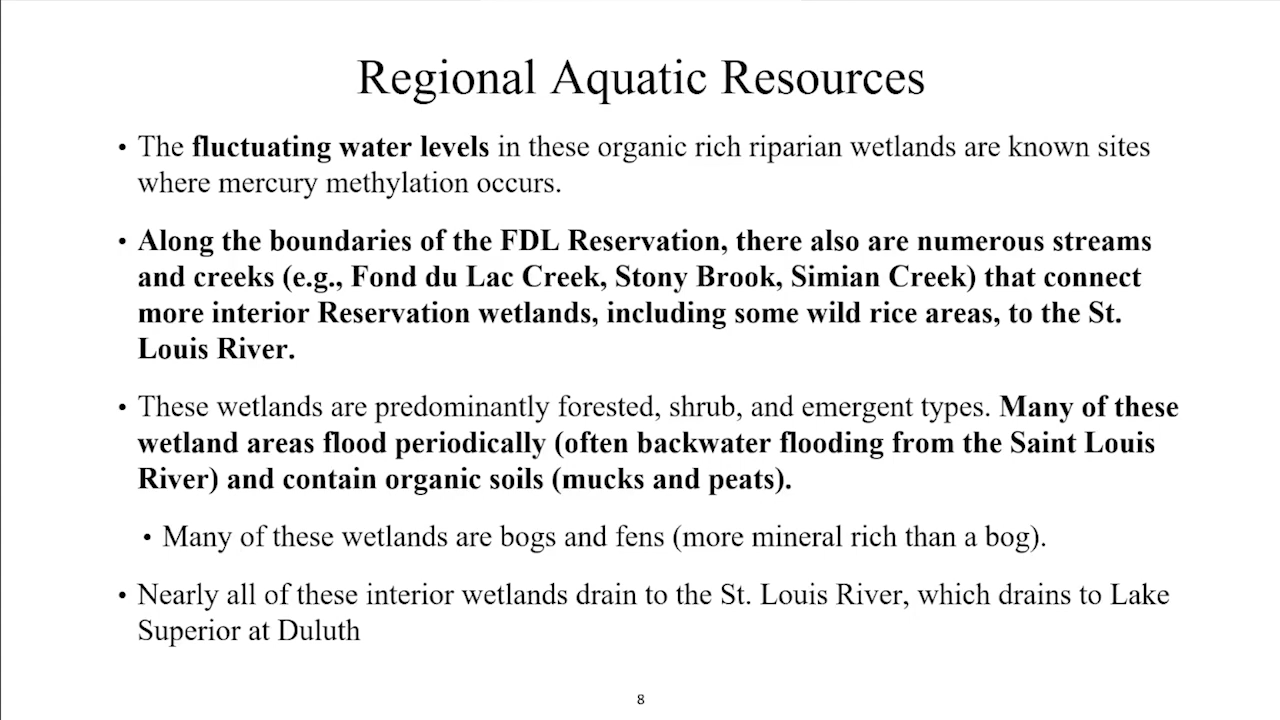 Regional Aquatic Resources
• The fluctuating water levels in these organic rich riparian wetlands are known sites
where mercury methylation occurs.
• Along the boundaries of the FDL Reservation, there also are numerous streams
and creeks (e.g., Fond du Lac Creek, Stony Brook, Simian Creek) that connect
more interior Reservation wetlands, including some wild rice areas, to the St.
Louis River.
• These wetlands are predominantly forested, shrub, and emergent types. Many of these
wetland areas flood periodically (often backwater flooding from the Saint Louis
River) and contain organic soils (mucks and peats).
• Many of these wetlands are bogs and fens (more mineral rich than a bog).
• Nearly all of these interior wetlands drain to the St. Louis River, which drains to Lake
Superior at Duluth
8